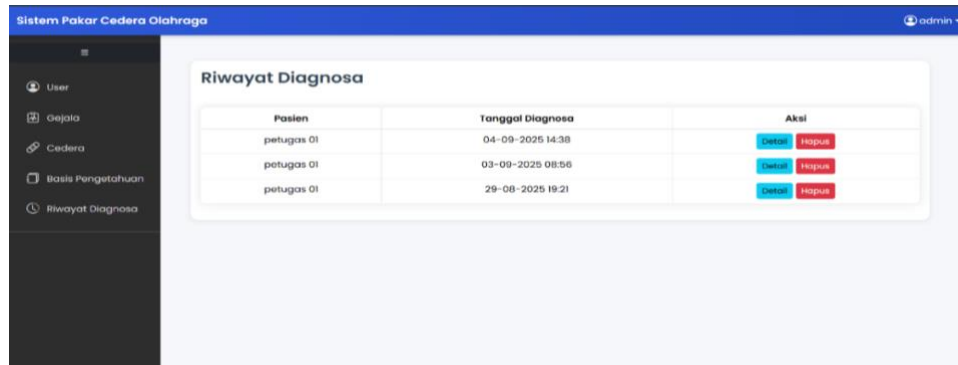 Sistem Pakar Cedera Olahraga
admin
User
Gejala
Cedera
Basis Pengetahuan
Riwayat Diagnosa
Riwayat Diagnosa
Pasien Tanggal Diagnosa Aksi
petugas 01 04-09-2025 14:38 Detail Hapus
petugas 01 03-09-2025 08:56 Detail Hapus
petugas 01 29-08-2025 19:21 Detail Hapus